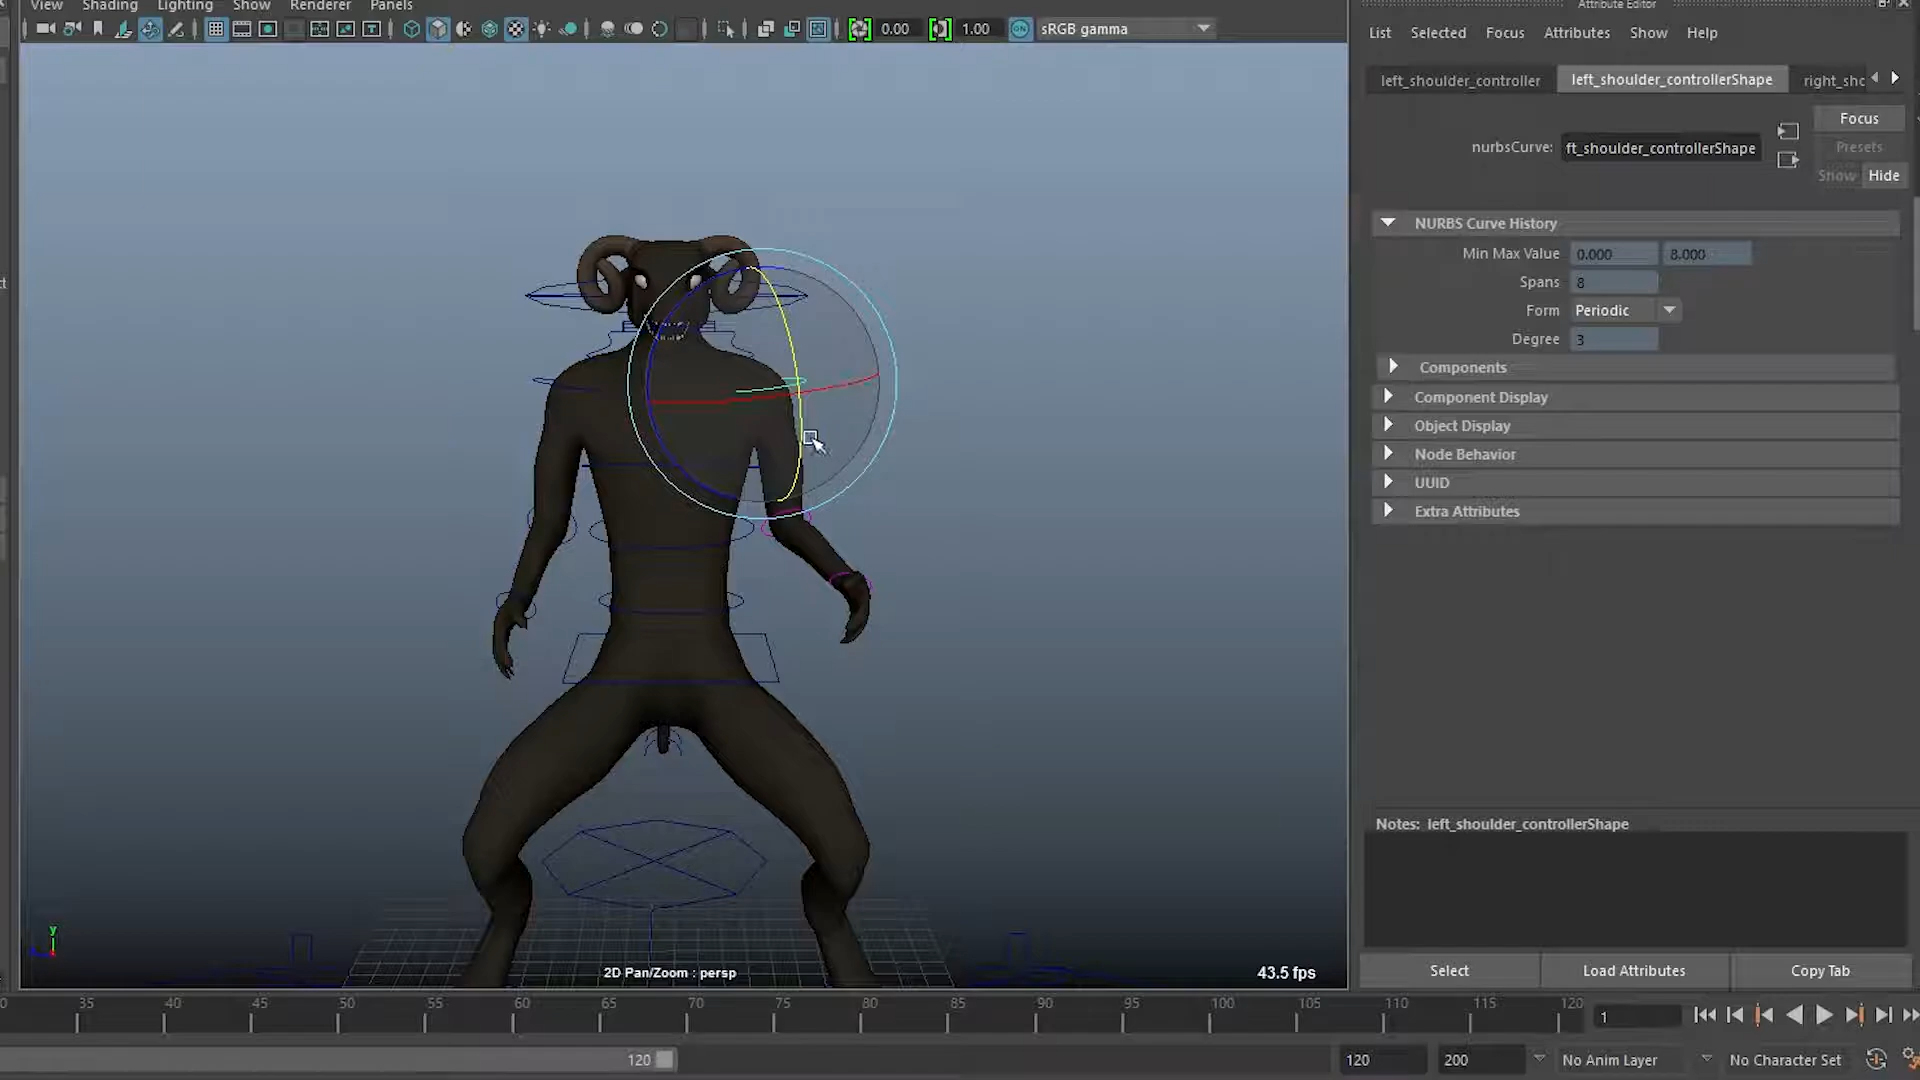 View Shading Lighting Show Renderer Panels
0.00 1.00 ON sRGB gamma
Attribute Editor
List Selected Focus Attributes Show Help
left_shoulder_controller left_shoulder_controllerShape right_shc
Focus
nurbsCurve: ft_shoulder_controllerShape
Presets
Show Hide
NURBS Curve History
Min Max Value 0.000 8.000
Spans 8
Form Periodic
Degree 3
Components
Component Display
Object Display
Node Behavior
UUID
Extra Attributes
y
2D Pan/Zoom : persp
43.5 fps
Notes: left_shoulder_controllerShape
Select Load Attributes Copy Tab
35 40 45 50 55 60 65 70 75 80 85 90 95 100 105 110 115 120
1
120
120 200 No Anim Layer No Character Set